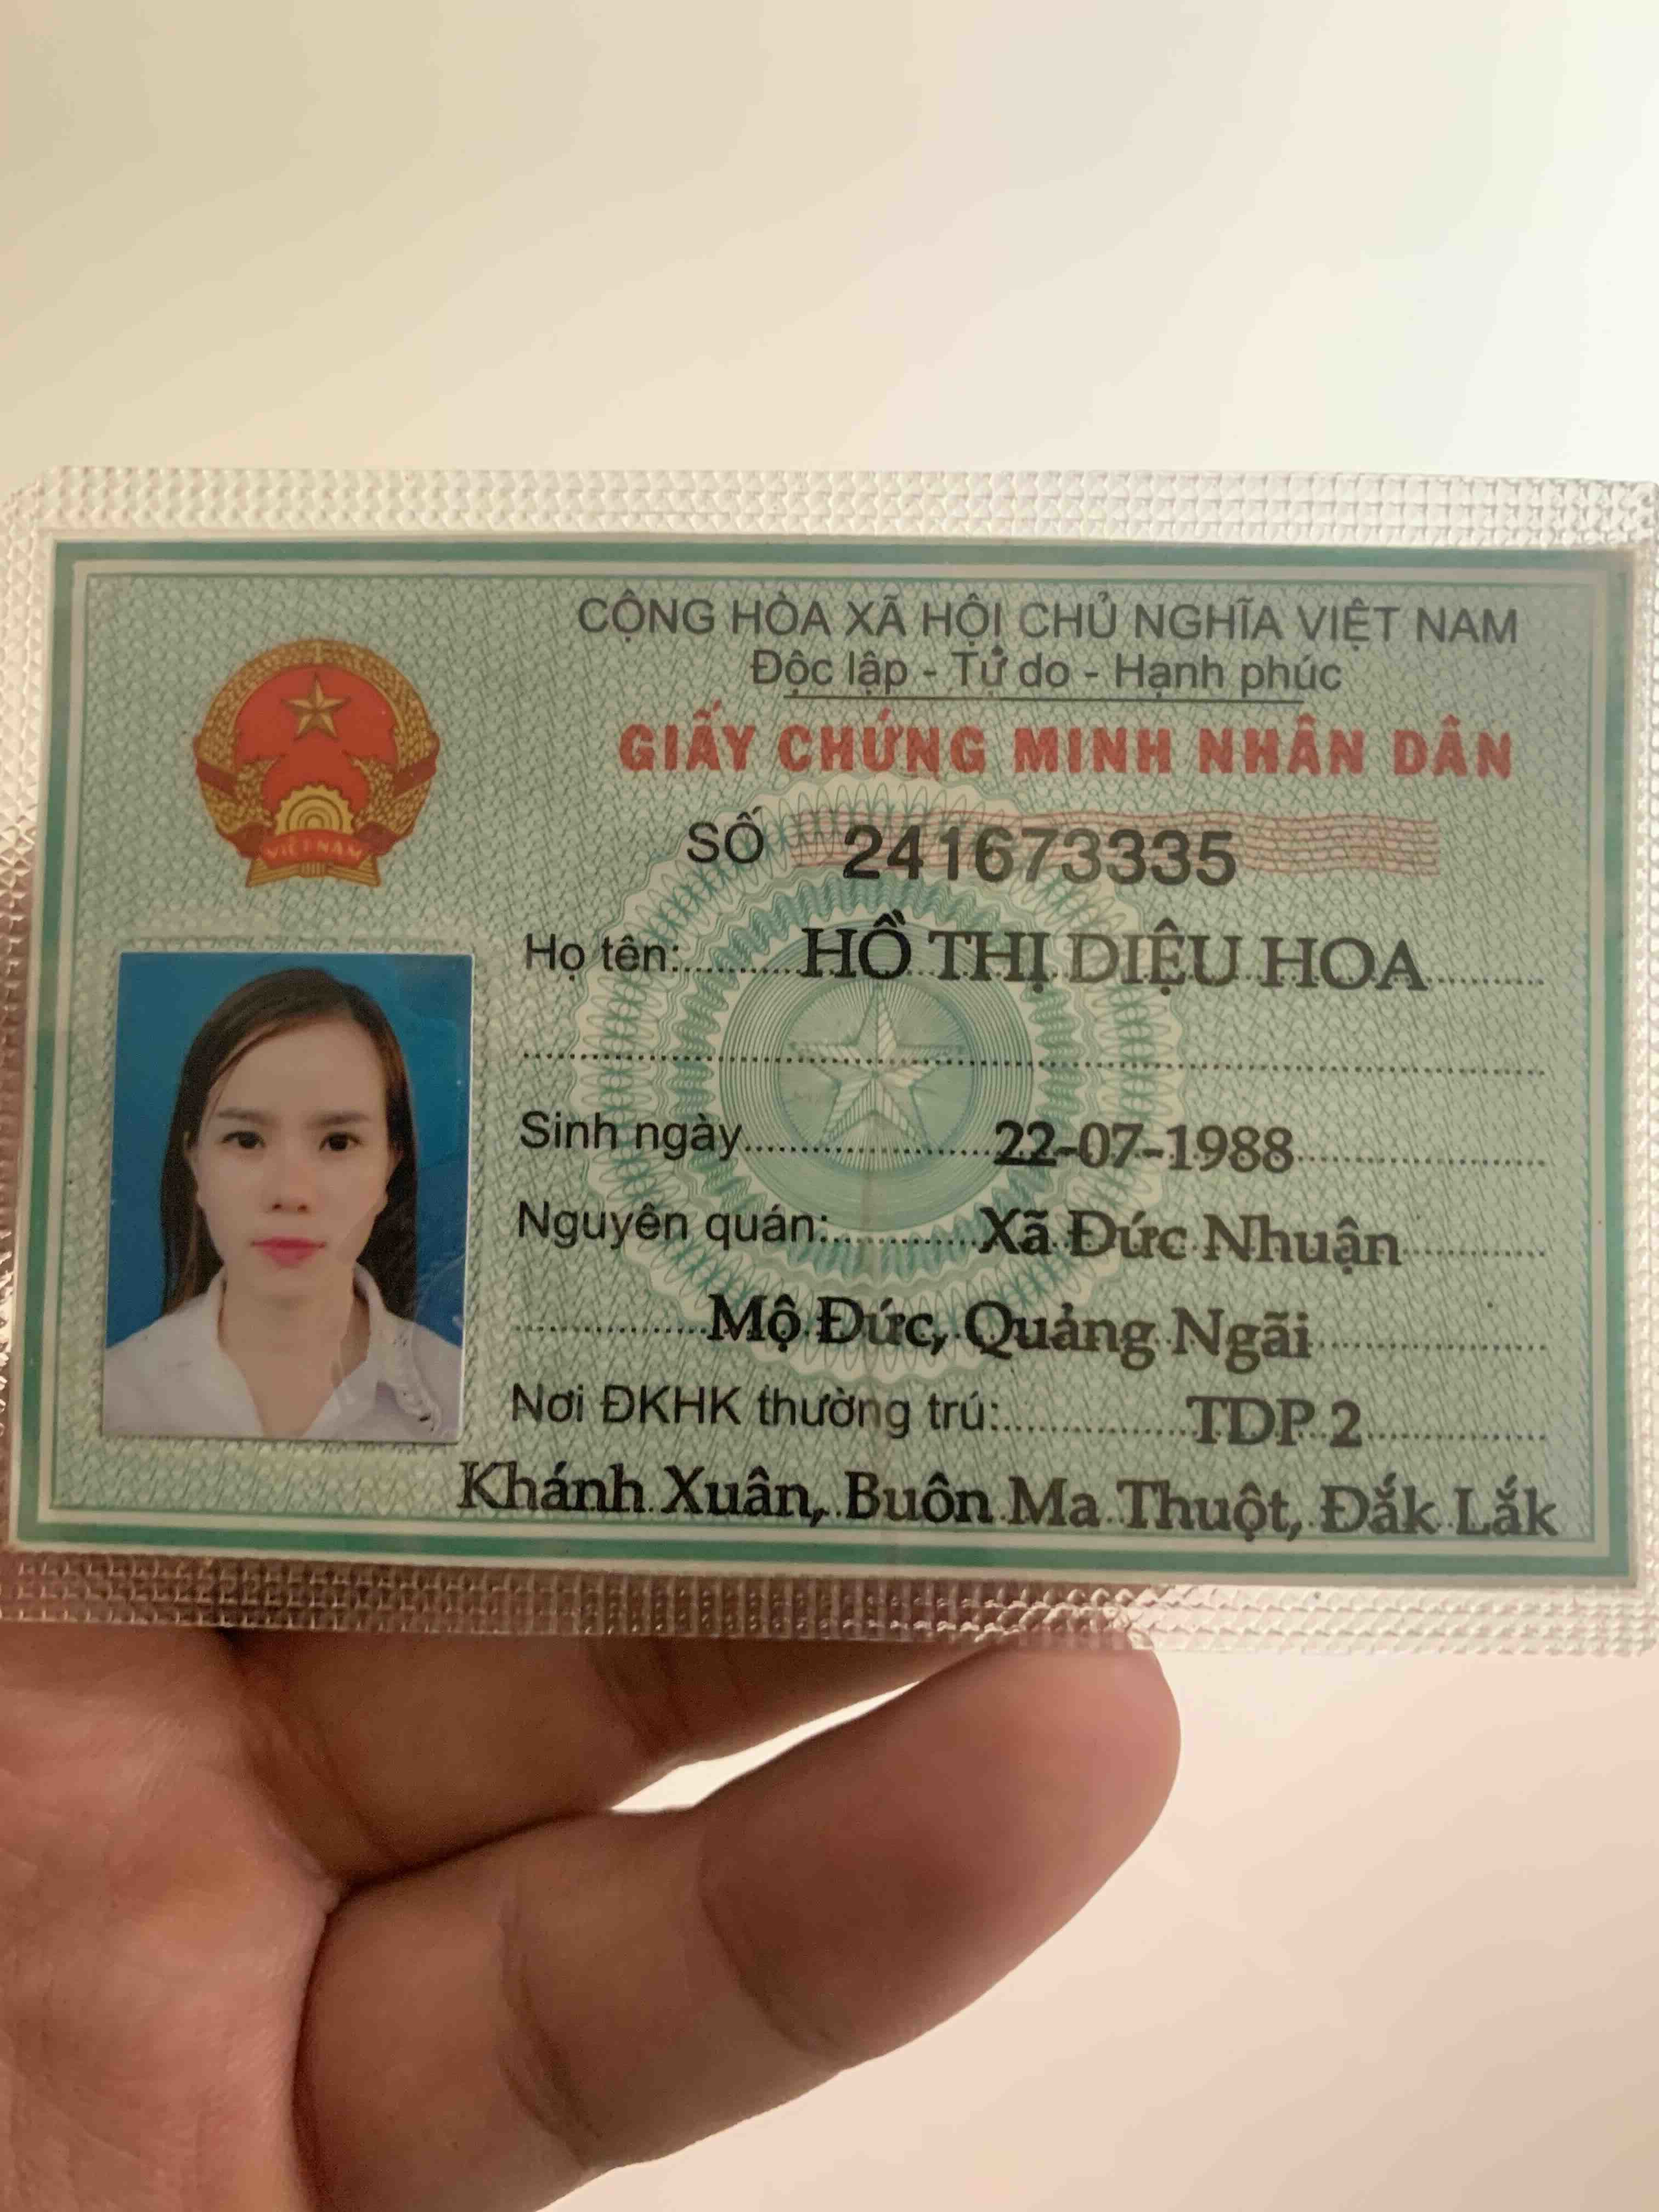 CỘNG HÒA XÃ HỘI CHỦ NGHĨA VIỆT NAM
Độc lập - Tự do - Hạnh phúc
GIẤY CHỨNG MINH NHÂN DÂN
SỐ 241673335
VIỆT NAM
Họ tên: HỒ THỊ DIỆU HOA
Sinh ngày 22-07-1988
Nguyên quán: Xã Đức Nhuận
Mộ Đức, Quảng Ngãi
Nơi ĐKHK thường trú: TDP 2
Khánh Xuân, Buôn Ma Thuột, Đắk Lắk